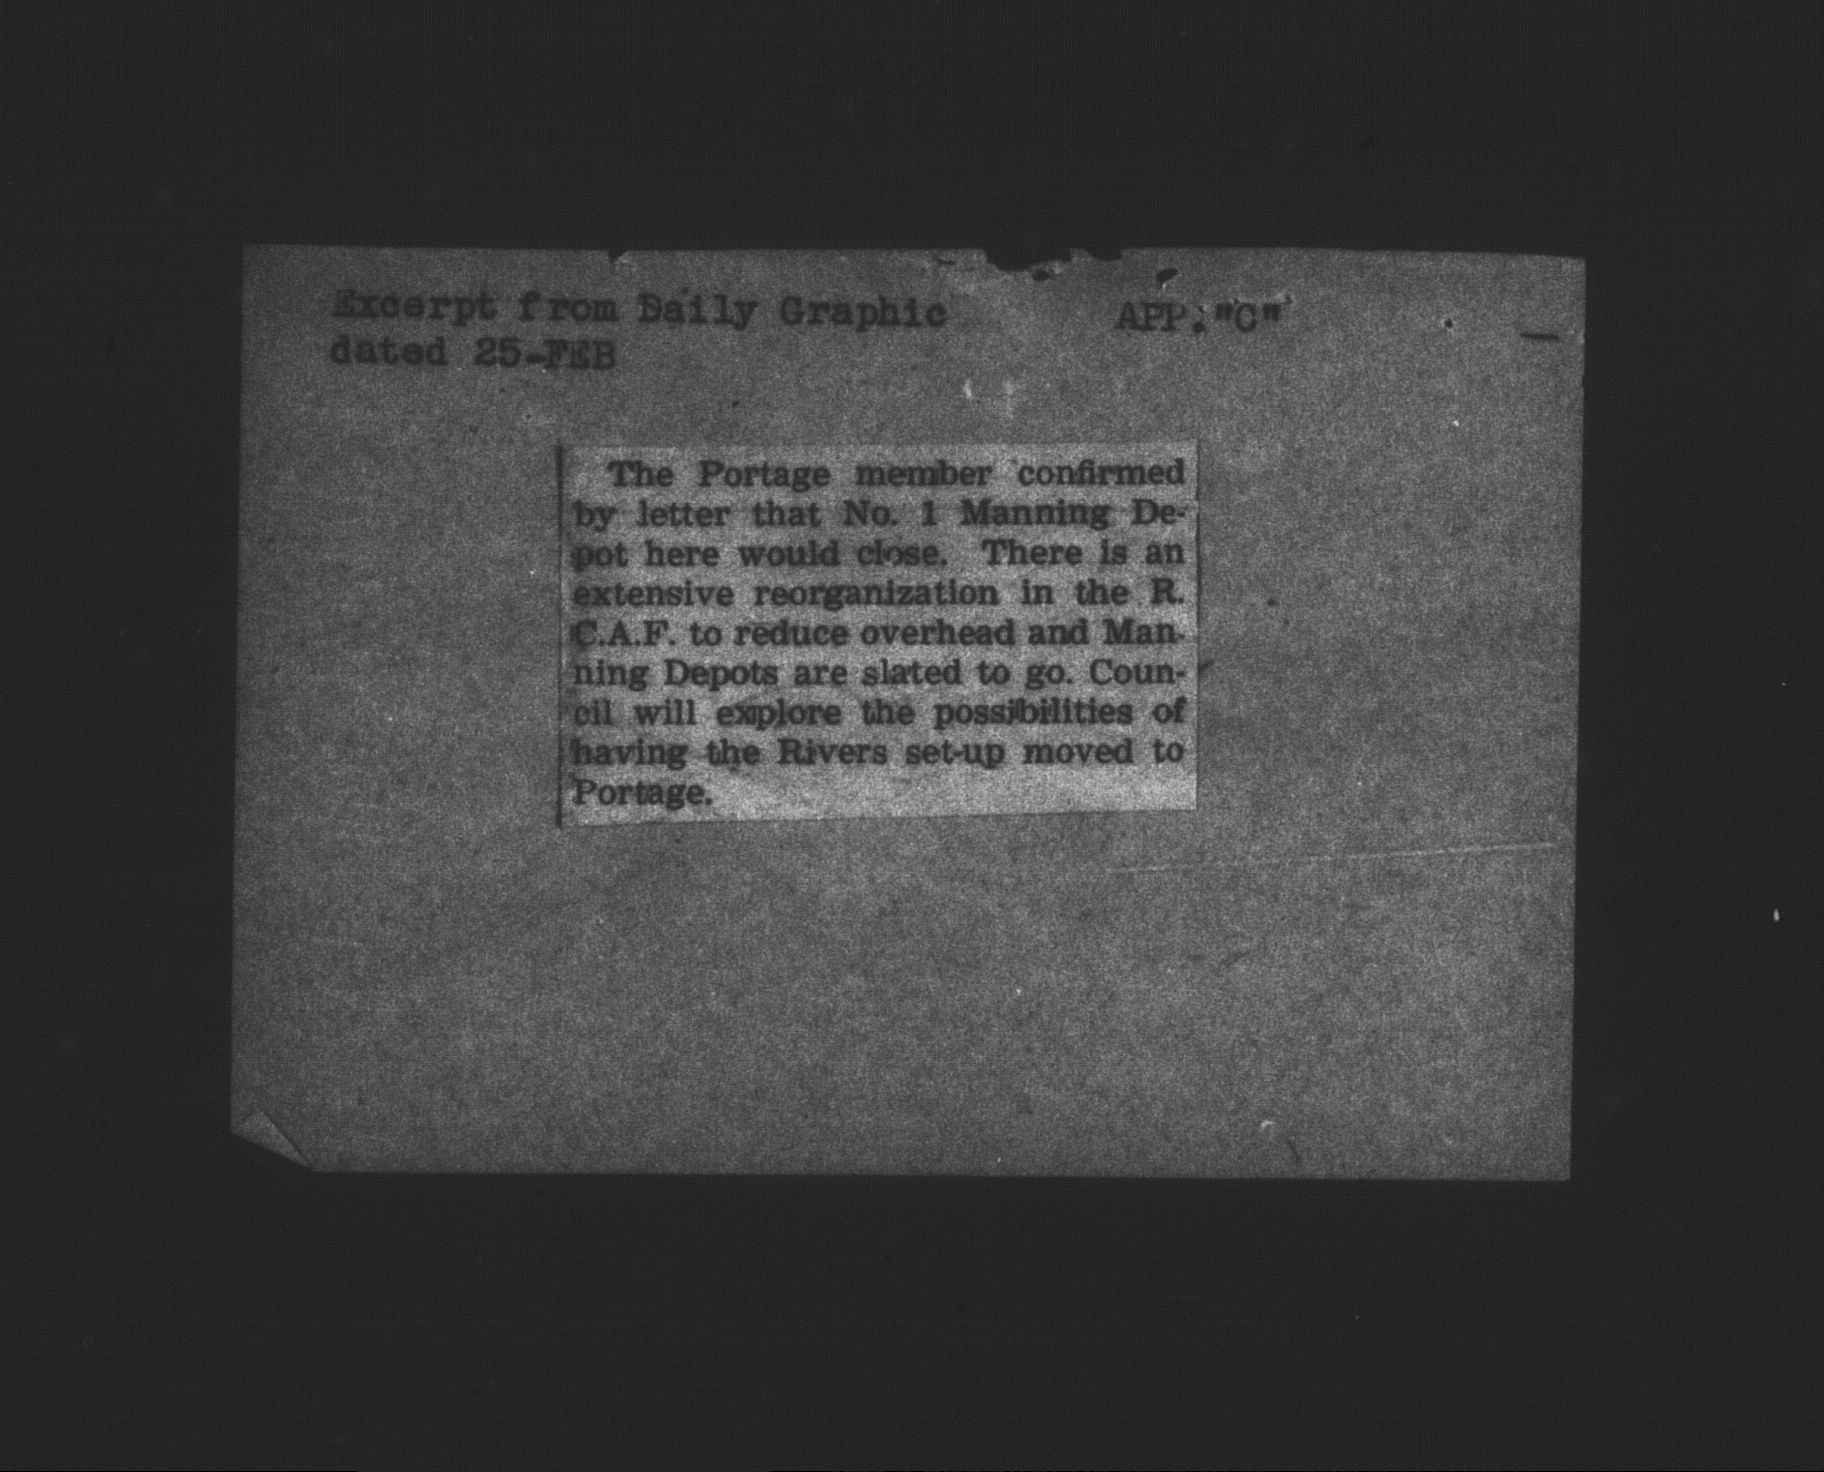 Excerpt from Daily Graphic APP."C"
dated 25-FEB
The Portage member confirmed
by letter that No. 1 Manning De-
pot here would close. There is an
extensive reorganization in the R.
C.A.F. to reduce overhead and Man-
ning Depots are slated to go. Coun-
cil will explore the possibilities of
having the Rivers set-up moved to
Portage.